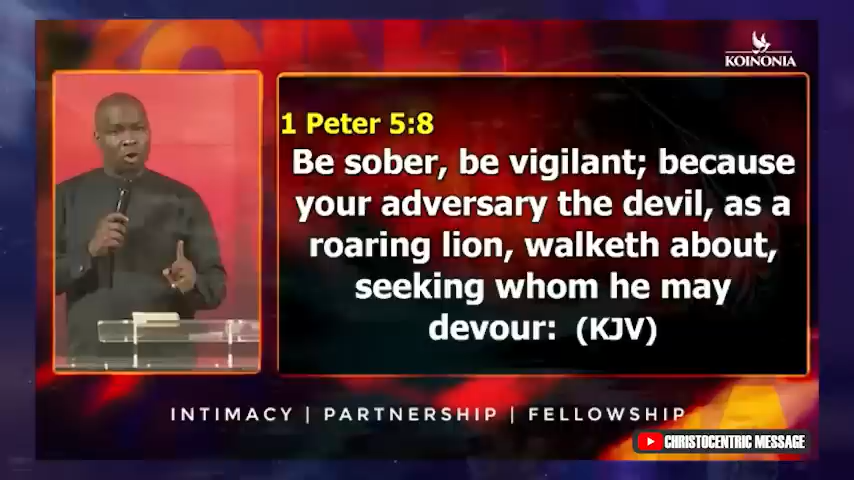 KOINONIA
1 Peter 5:8
Be sober, be vigilant; because
your adversary the devil, as a
roaring lion, walketh about,
seeking whom he may
devour: (KJV)
INTIMACY | PARTNERSHIP | FELLOWSHIP
CHRISTOCENTRIC MESSAGE